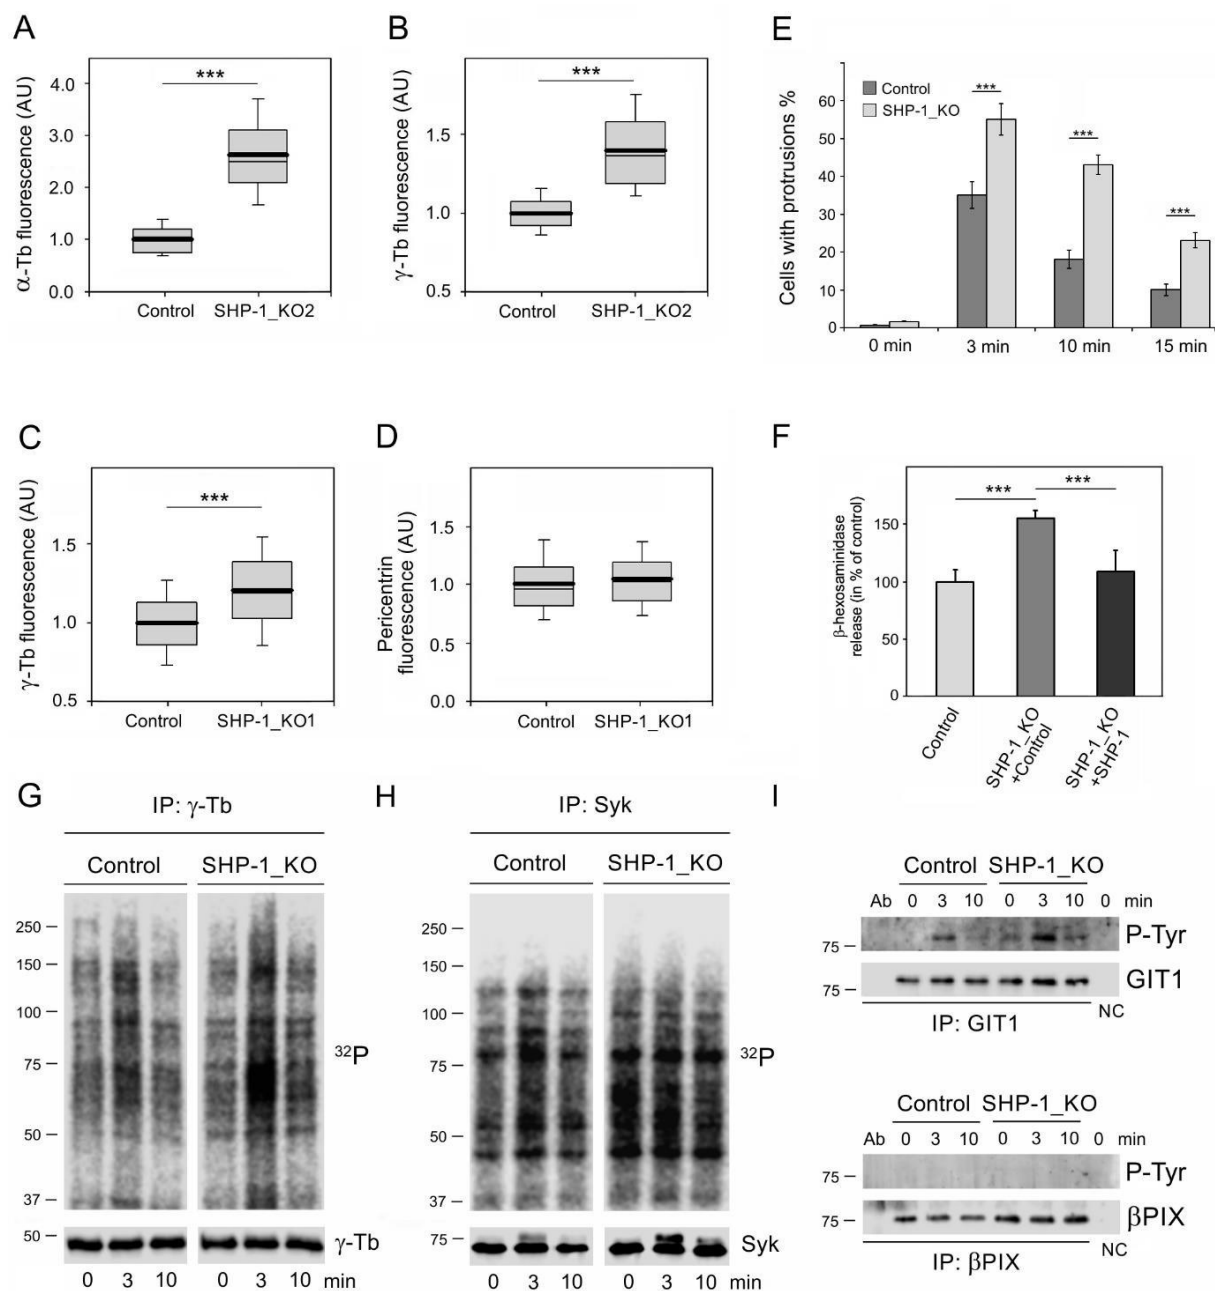 A
α-Tb fluorescence (AU)
4.0
3.0
2.0
1.0
0.0
***
Control SHP-1_KO2
B
γ-Tb fluorescence (AU)
1.5
1.0
0.5
***
Control SHP-1_KO2
E
Cells with protrusions %
60
50
40
30
20
10
0
Control
SHP-1_KO
***
***
***
0 min 3 min 10 min 15 min
C
γ-Tb fluorescence (AU)
1.5
1.0
0.5
***
Control SHP-1_KO1
D
Pericentrin
fluorescence (AU)
2.0
1.5
1.0
0.5
0.0
Control SHP-1_KO1
F
β-hexosaminidase
release (in % of control)
150
100
50
0
*** ***
Control
SHP-1_KO
+Control
SHP-1_KO
+SHP-1
G
IP: γ-Tb
Control SHP-1_KO
250
150
100
75
50
37
32P
50
γ-Tb
0 3 10 0 3 10 min
H
IP: Syk
Control SHP-1_KO
250
150
100
75
50
37
32P
75
Syk
0 3 10 0 3 10 min
I
Control SHP-1_KO
Ab 0 3 10 0 3 10 0 min
75
P-Tyr
75
GIT1
IP: GIT1
NC
Control SHP-1_KO
Ab 0 3 10 0 3 10 0 min
75
P-Tyr
75
βPIX
IP: βPIX
NC